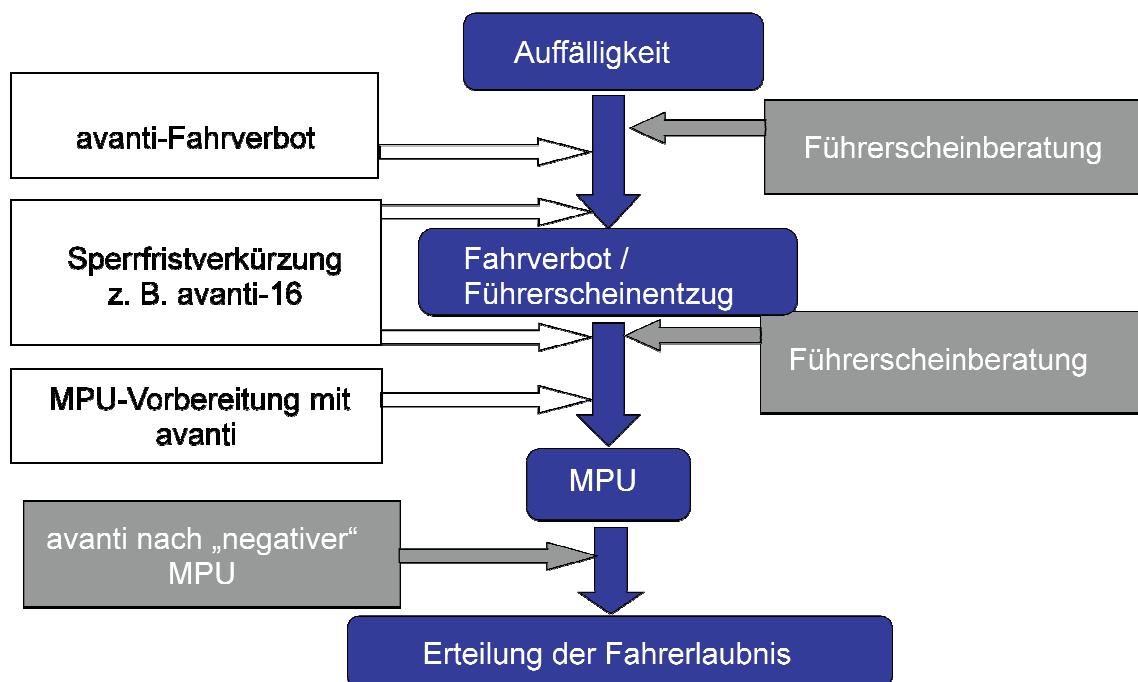 Auffälligkeit
avanti-Fahrverbot
Führerscheinberatung
Sperrfristverkürzung
z. B. avanti-16
Fahrverbot /
Führerscheinentzug
Führerscheinberatung
MPU-Vorbereitung mit
avanti
MPU
avanti nach „negativer“
MPU
Erteilung der Fahrerlaubnis